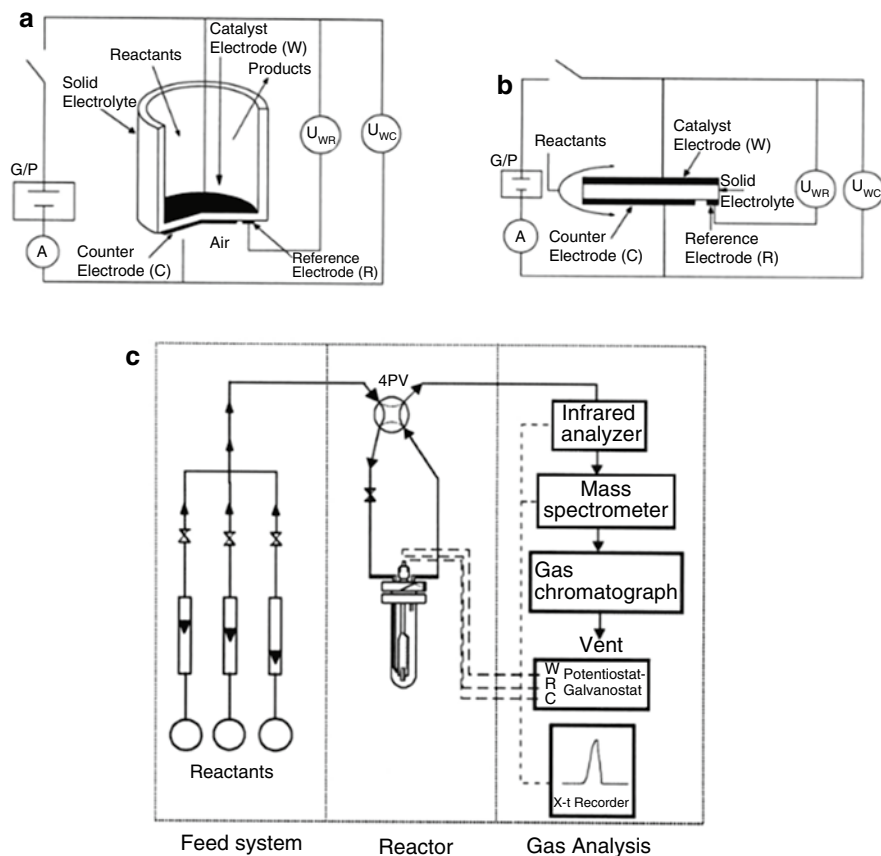 a
Catalyst
Electrode (W)
Reactants
Products
Solid
Electrolyte
U_WR
U_WC
G/P
A
Counter
Electrode (C)
Air
Reference
Electrode (R)
b
Reactants
Catalyst
Electrode (W)
G/P
Solid
Electrolyte
U_WR
U_WC
A
Counter
Electrode (C)
Reference
Electrode (R)
c
4PV
Infrared
analyzer
Mass
spectrometer
Gas
chromatograph
Vent
W
R
C
Potentiostat-
Galvanostat
Reactants
X-t Recorder
Feed system
Reactor
Gas Analysis